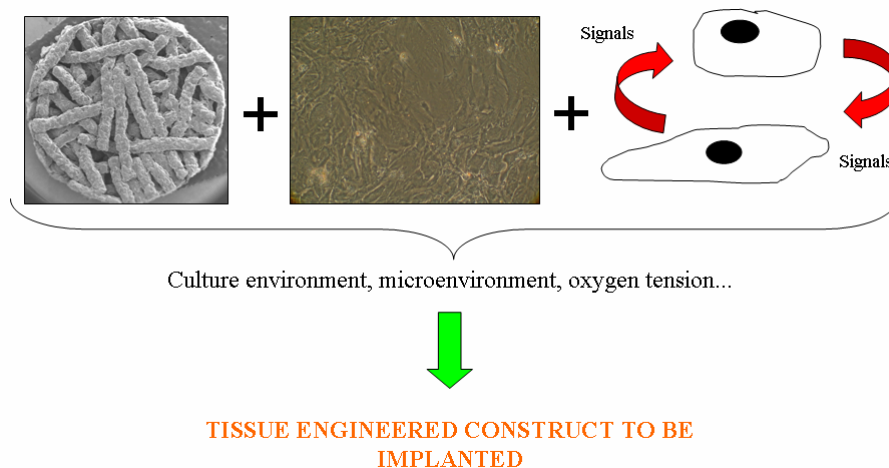 Signals
+ +
Signals
Culture environment, microenvironment, oxygen tension...
TISSUE ENGINEERED CONSTRUCT TO BE
IMPLANTED